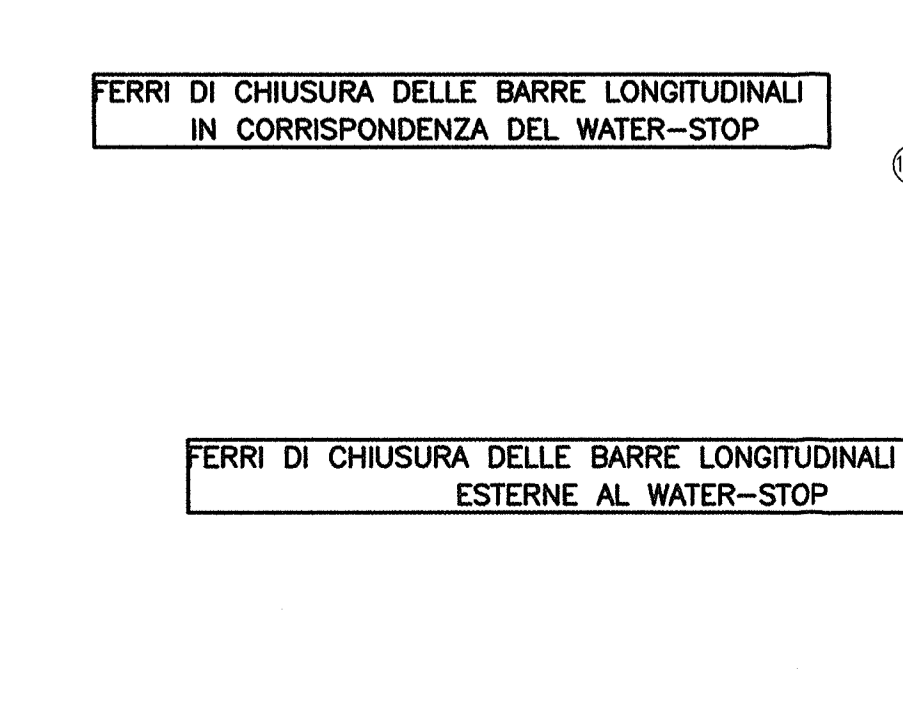 FERRI DI CHIUSURA DELLE BARRE LONGITUDINALI
IN CORRISPONDENZA DEL WATER-STOP
FERRI DI CHIUSURA DELLE BARRE LONGITUDINALI
ESTERNE AL WATER-STOP